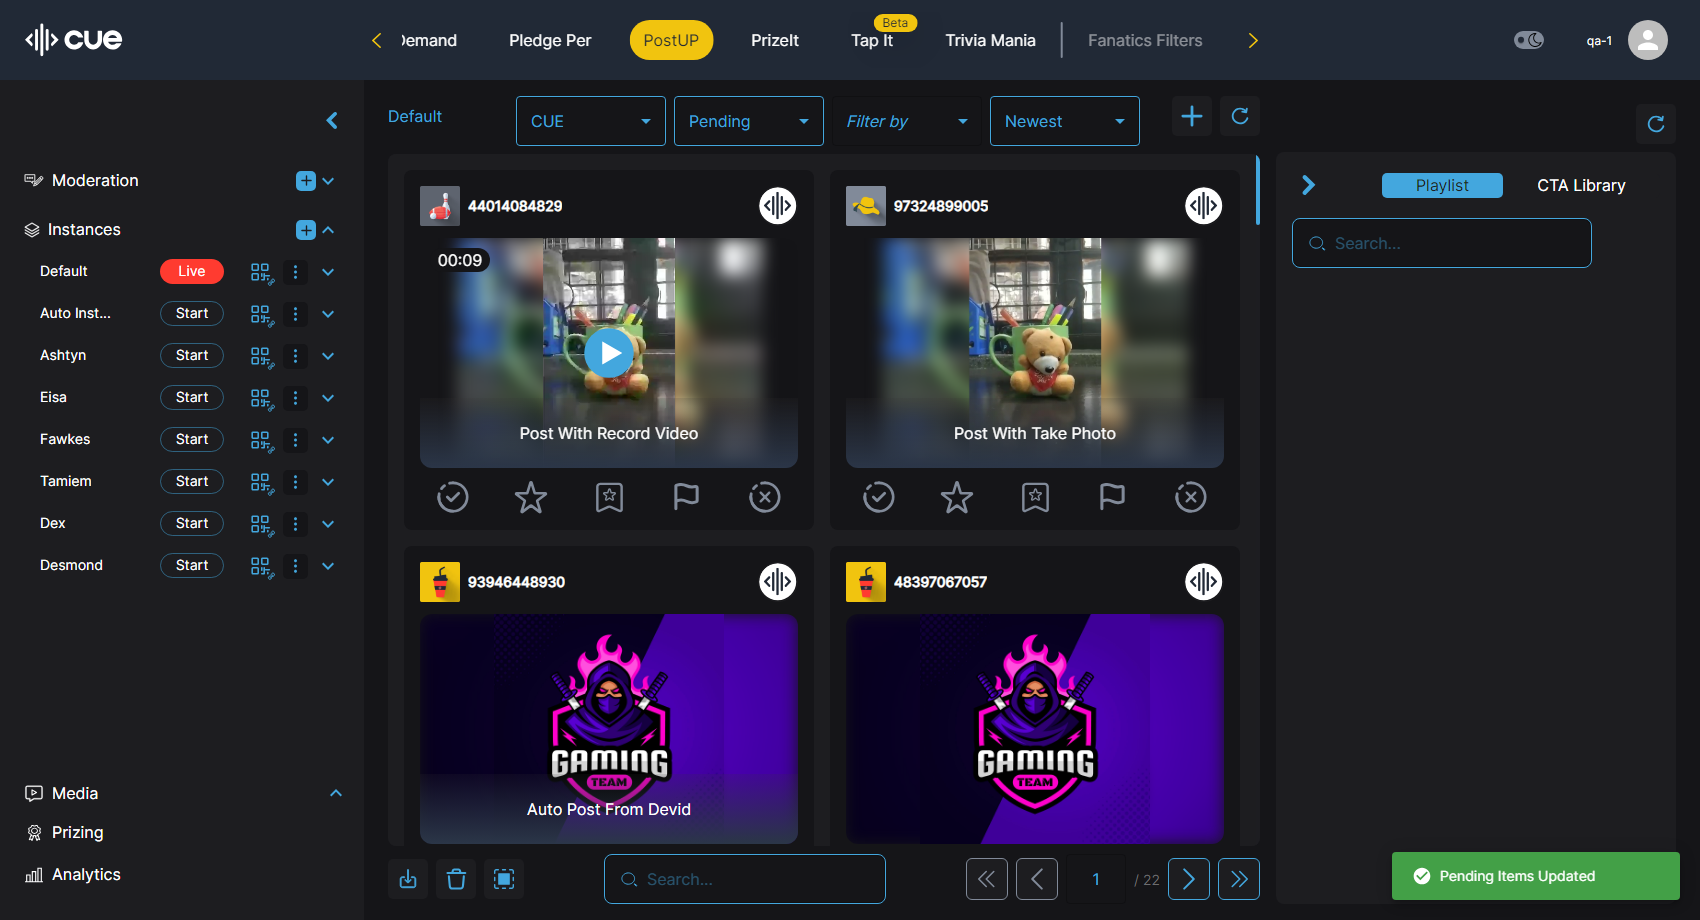 cue
Demand
Pledge Per
PostUP
PrizeIt
Beta
Tap It
Trivia Mania
Fanatics Filters
qa-1
Moderation
Instances
Default
Live
Auto Inst...
Start
Ashtyn
Start
Eisa
Start
Fawkes
Start
Tamiem
Start
Dex
Start
Desmond
Start
Media
Prizing
Analytics
Default
CUE
Pending
Filter by
Newest
44014084829
00:09
Post With Record Video
97324899005
Post With Take Photo
93946448930
GAMING
TEAM
Auto Post From Devid
48397067057
GAMING
TEAM
Search...
1
/ 22
Playlist
CTA Library
Search...
Pending Items Updated